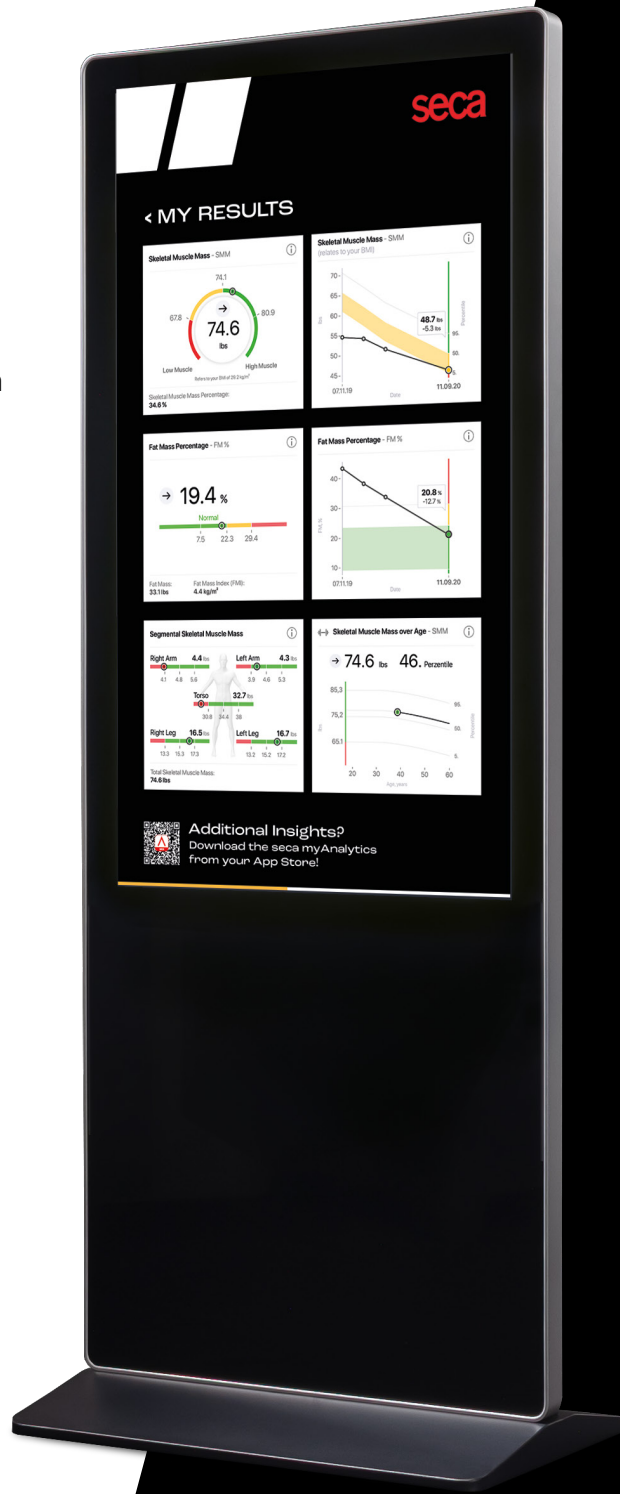 seca
< MY RESULTS
Skeletal Muscle Mass - SMM
74.1
67.8
80.9
74.6
lbs
Low Muscle
High Muscle
Skeletal Muscle Mass Percentage:
34.6 %
Skeletal Muscle Mass - SMM
(relates to your BMI)
70-
65-
60-
55-
50-
45-
lbs
48.7 lbs
-5.3 lbs
95.
50.
5.
Percentile
07.11.19
11.09.20
Date
Fat Mass Percentage - FM %
19.4 %
Normal
7.5 22.3 29.4
Fat Mass:
33.1 lbs
Fat Mass Index (FMI):
4.4 kg/m²
Fat Mass Percentage - FM %
40-
30-
20-
10-
FM, %
20.8 %
-12.7 %
07.11.19
11.09.20
Date
Segmental Skeletal Muscle Mass
Right Arm 4.4 lbs
4.1 4.8 5.6
Left Arm 4.3 lbs
3.9 4.6 5.3
Torso 32.7 lbs
30.8 34.4 38
Right Leg 16.5 lbs
13.3 15.3 17.3
Left Leg 16.7 lbs
13.2 15.2 17.2
Total Skeletal Muscle Mass:
74.6 lbs
Skeletal Muscle Mass over Age - SMM
74.6 lbs 46. Perzentile
85,3
75,2
65,1
lbs
95.
50.
5.
Percentile
20 30 40 50 60
Age, years
Additional Insights?
Download the seca myAnalytics
from your App Store!